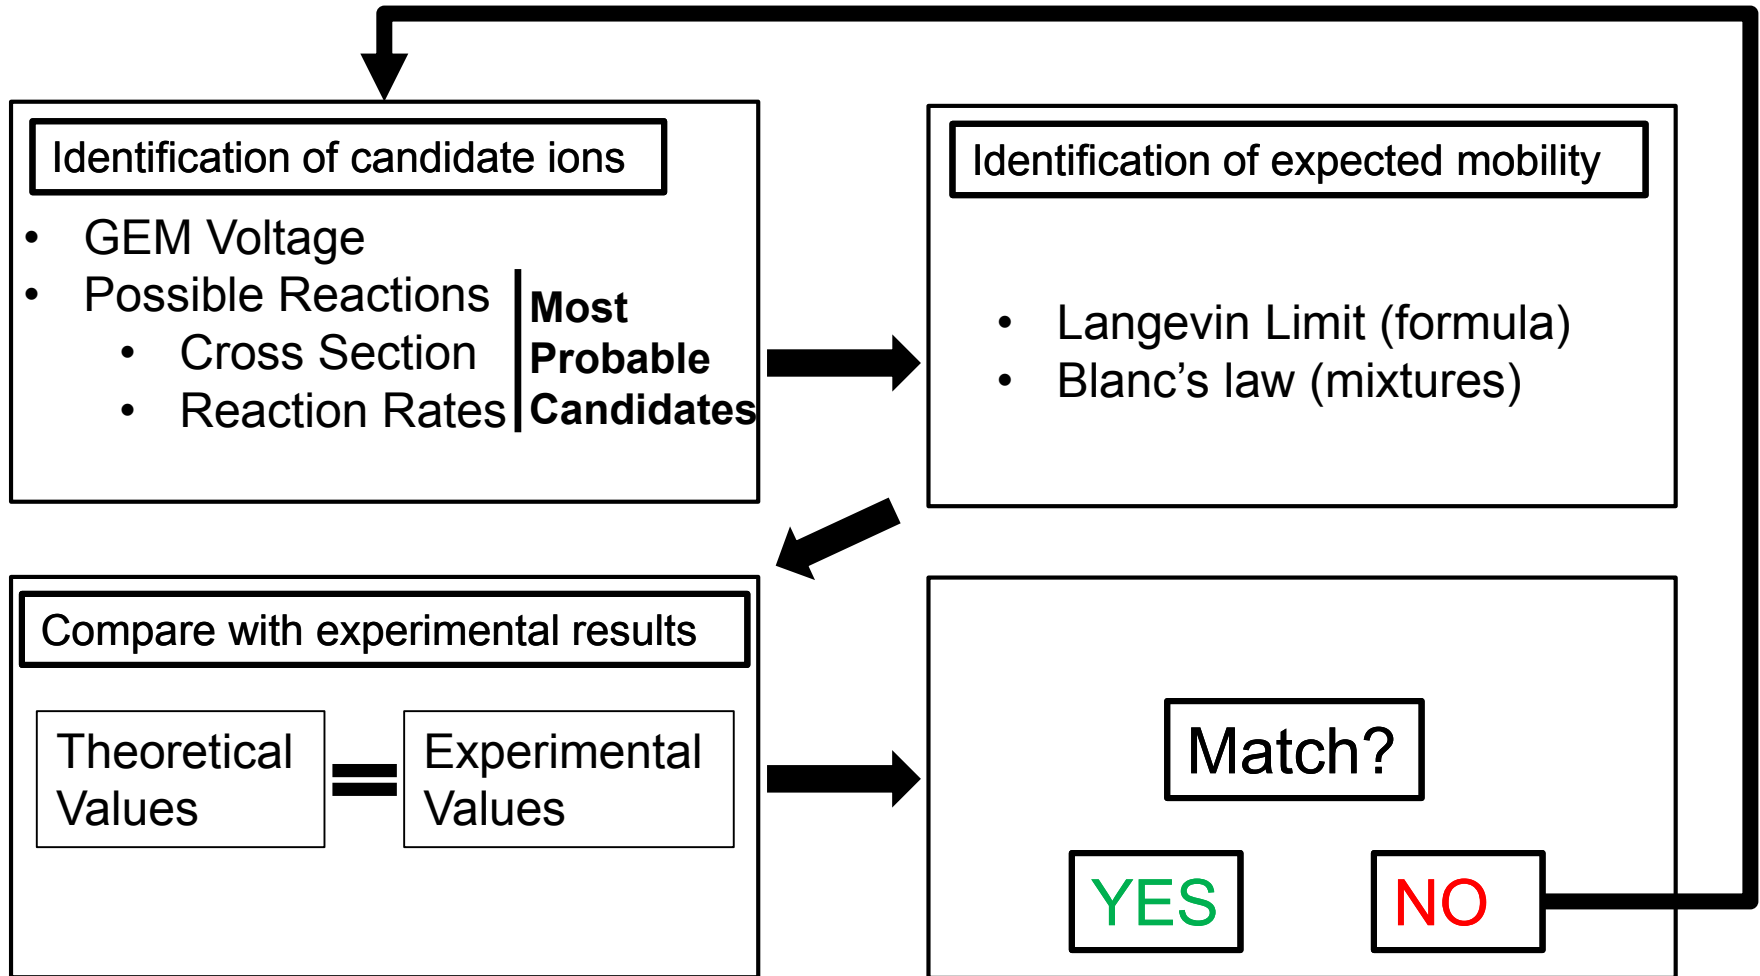 Identification of candidate ions
• GEM Voltage
• Possible Reactions
• Cross Section
• Reaction Rates
Most
Probable
Candidates
Identification of expected mobility
• Langevin Limit (formula)
• Blanc’s law (mixtures)
Compare with experimental results
Theoretical
Values
=
Experimental
Values
Match?
YES
NO